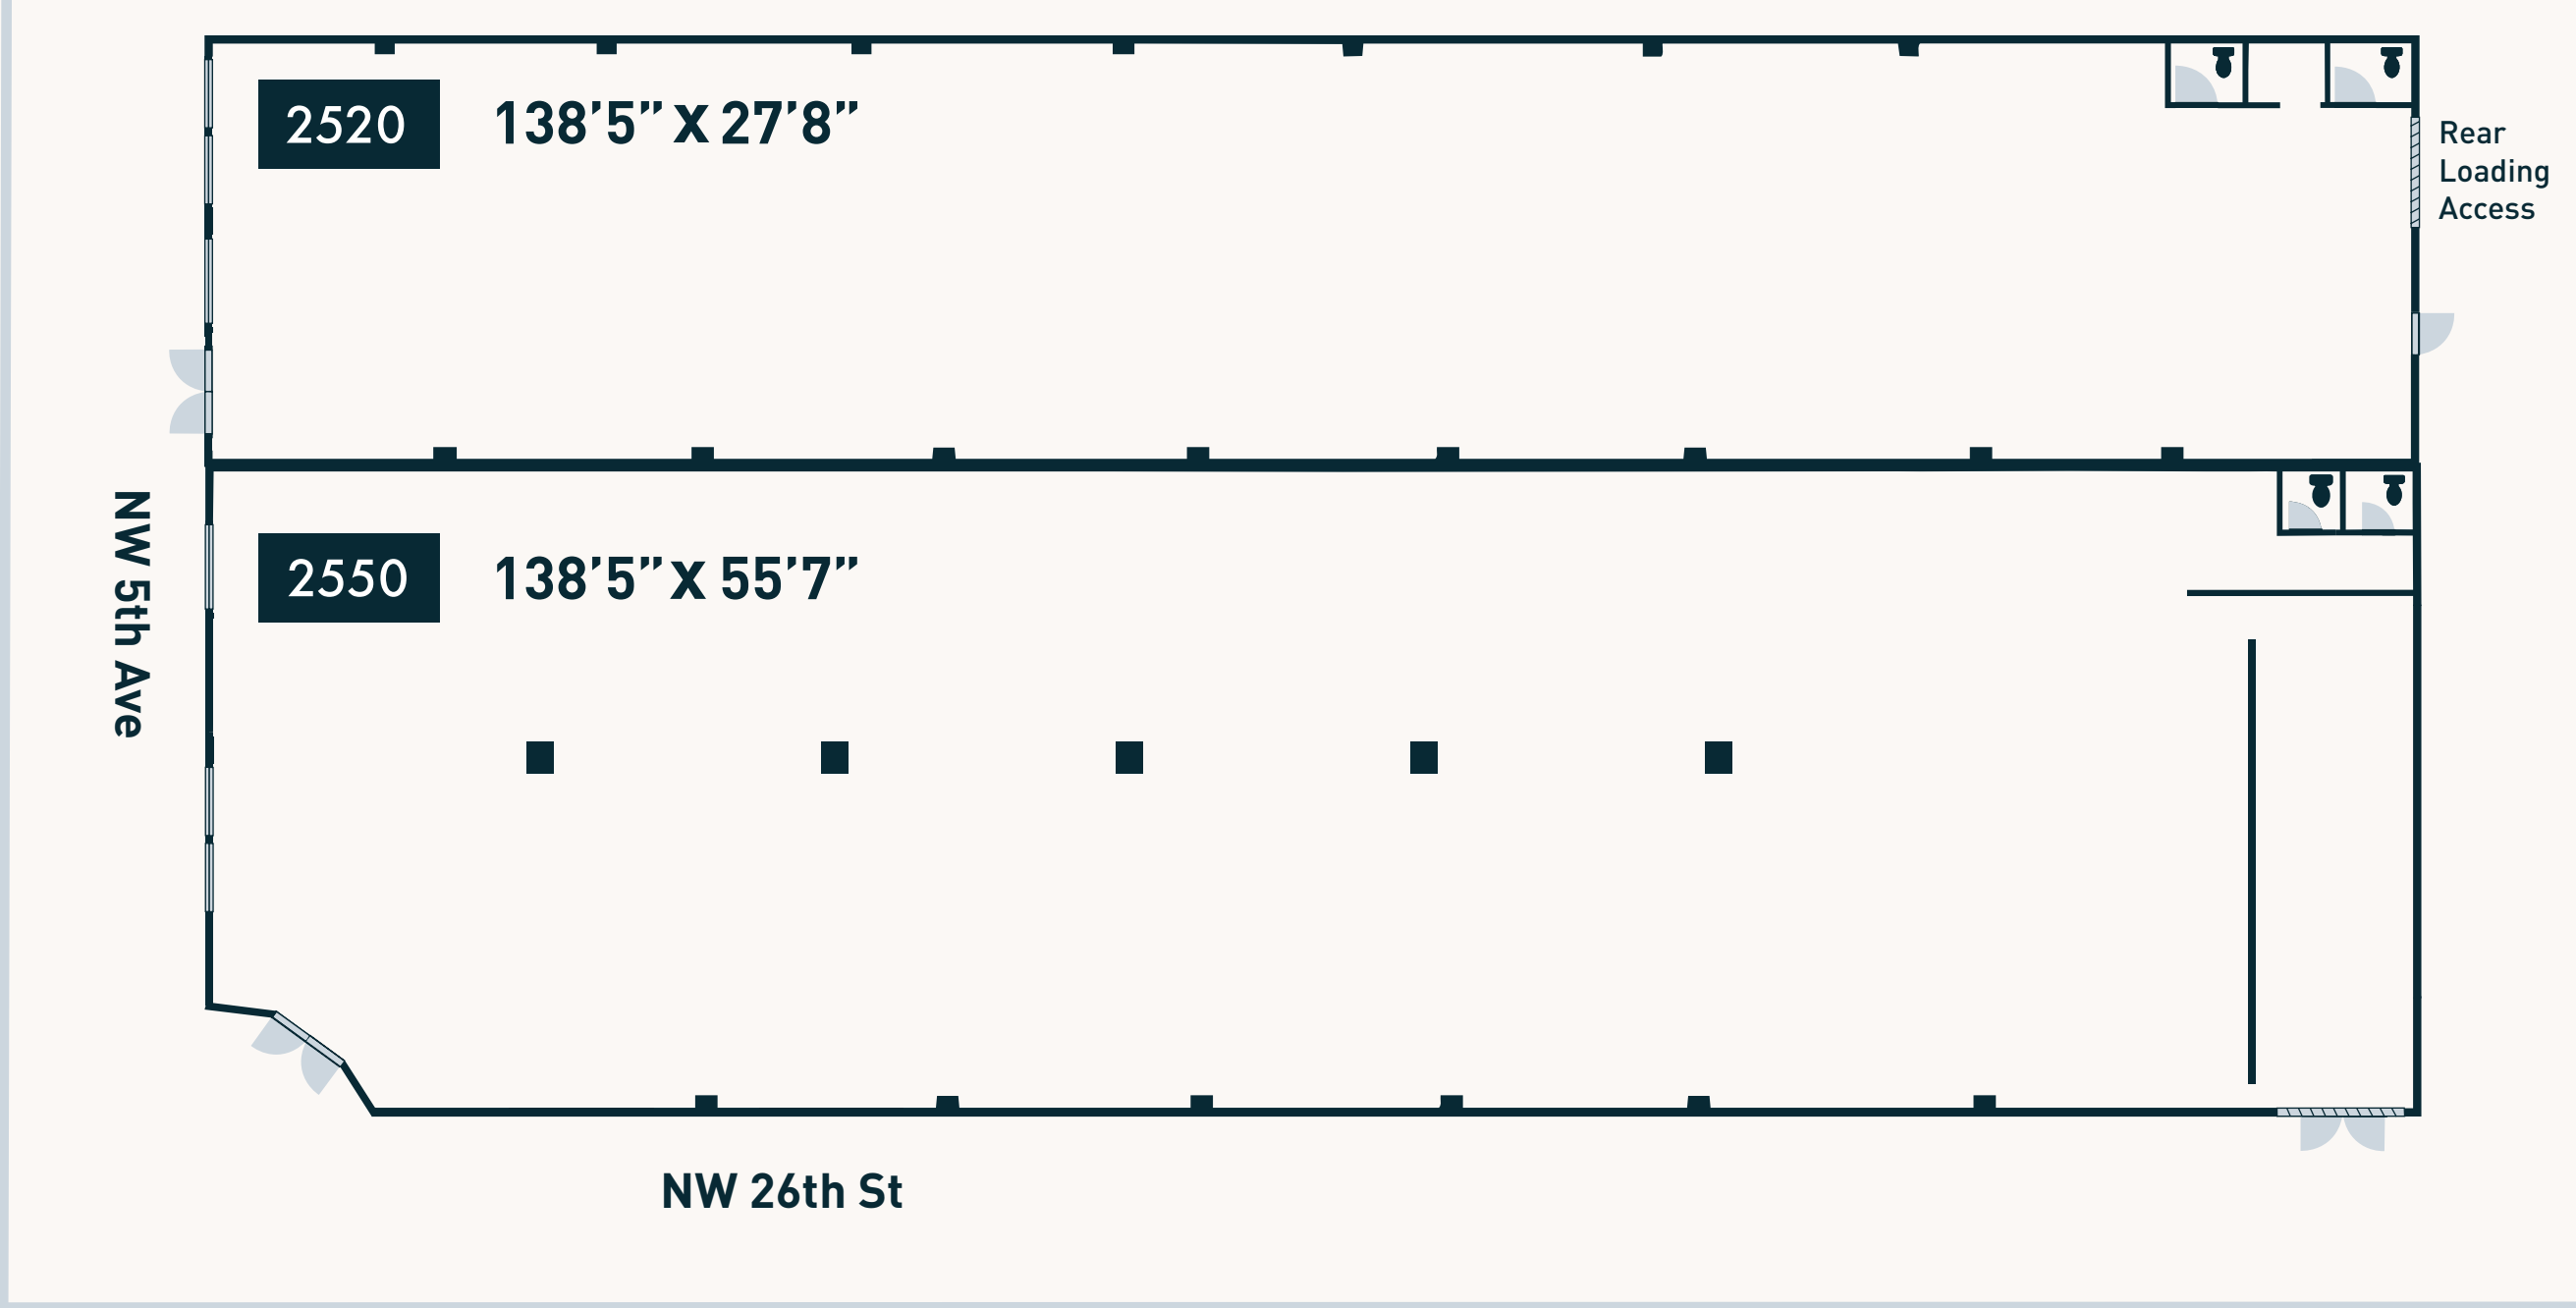 2520
138’5” X 27’8”
Rear
Loading
Access
NW 5th Ave
2550
138’5” X 55’7”
NW 26th St